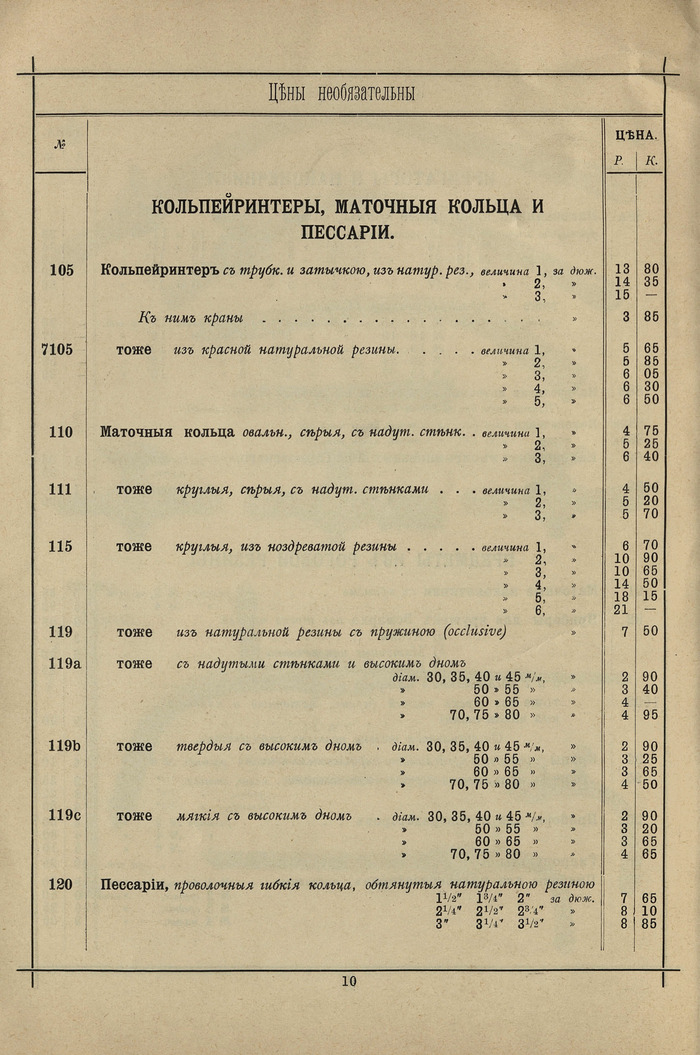 Цѣны необязательны
№ ЦѢНА.
Р. К.
КОЛЬПЕЙРИНТЕРЫ, МАТОЧНЫЯ КОЛЬЦА И
ПЕССАРІИ.
105 Кольпейринтеръ съ трубк. и затычкою, изъ натур. рез., величина 1, за дюж. 13 80
» 2, » 14 35
» 3, » 15 —
Къ нимъ краны . . . . . . . . . . . . . . . . . . » 3 85
7105 тоже изъ красной натуральной резины. . . . . . величина 1, » 5 65
» 2, » 5 85
» 3, » 6 05
» 4, » 6 30
» 5, » 6 50
110 Маточныя кольца овальн., сѣрыя, съ надут. стѣнк. . величина 1, » 4 75
» 2, » 5 25
» 3, » 6 40
111 тоже круглыя, сѣрыя, съ надут. стѣнками . . . величина 1, » 4 50
» 2, » 5 20
» 3, » 5 70
115 тоже круглыя, изъ ноздреватой резины . . . . . величина 1, » 6 70
» 2, » 10 90
» 3, » 10 65
» 4, » 14 50
» 5, » 18 15
» 6, » 21 —
119 тоже изъ натуральной резины съ пружиною (occlusive) » 7 50
119a тоже съ надутыми стѣнками и высокимъ дномъ
діам. 30, 35, 40 и 45 м/м, » 2 90
» 50 » 55 » » 3 40
» 60 » 65 » » 4 —
» 70, 75 » 80 » » 4 95
119b тоже твердыя съ высокимъ дномъ . діам. 30, 35, 40 и 45 м/м, » 2 90
» 50 » 55 » » 3 25
» 60 » 65 » » 3 65
» 70, 75 » 80 » » 4 50
119c тоже мягкія съ высокимъ дномъ . діам. 30, 35, 40 и 45 м/м, » 2 90
» 50 » 55 » » 3 20
» 60 » 65 » » 3 65
» 70, 75 » 80 » » 4 65
120 Пессаріи, проволочныя гибкія кольца, обтянутыя натуральною резиною
1 1/2" 1 3/4" 2" за дюж. 7 65
2 1/4" 2 1/2" 2 3/4" » 8 10
3" 3 1/4" 3 1/2" » 8 85
10